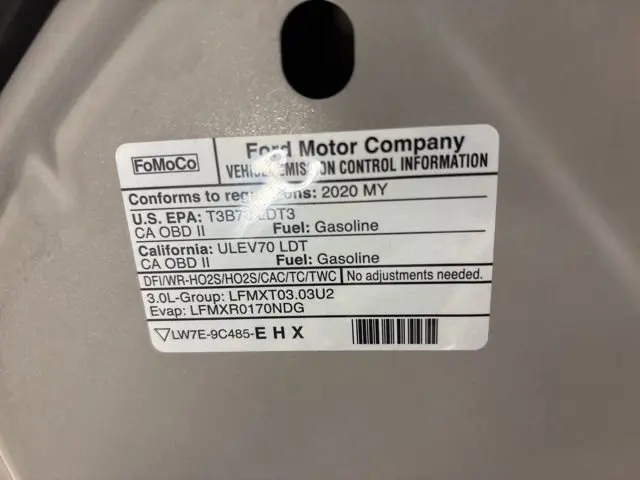 FoMoCo
Ford Motor Company
VEHICLE EMISSION CONTROL INFORMATION
Conforms to regulations: 2020 MY
U.S. EPA: T3B70 LDT3
CA OBD II Fuel: Gasoline
California: ULEV70 LDT
CA OBD II Fuel: Gasoline
DFI/WR-HO2S/HO2S/CAC/TC/TWC No adjustments needed.
3.0L-Group: LFMXT03.03U2
Evap: LFMXR0170NDG
LW7E-9C485-EHX